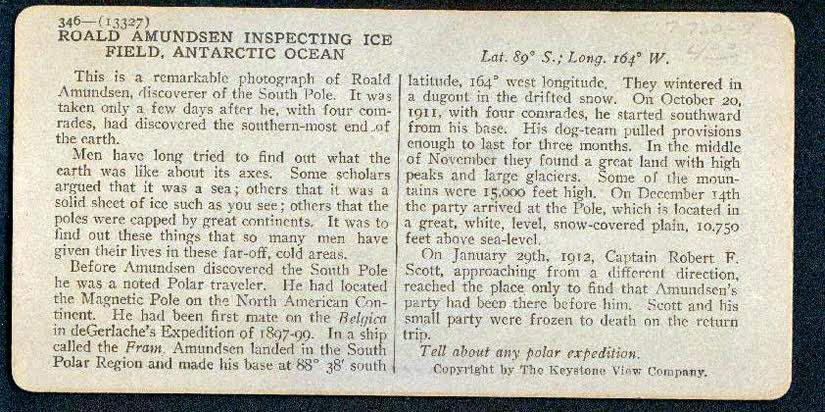 346—(13327)
ROALD AMUNDSEN INSPECTING ICE
FIELD, ANTARCTIC OCEAN
This is a remarkable photograph of Roald
Amundsen, discoverer of the South Pole. It was
taken only a few days after he, with four com-
rades, had discovered the southern-most end of
the earth.
Men have long tried to find out what the
earth was like about its axes. Some scholars
argued that it was a sea; others that it was a
solid sheet of ice such as you see; others that the
poles were capped by great continents. It was to
find out these things that so many men have
given their lives in these far-off, cold areas.
Before Amundsen discovered the South Pole
he was a noted Polar traveler. He had located
the Magnetic Pole on the North American Con-
tinent. He had been first mate on the Belgica
in deGerlache's Expedition of 1897-99. In a ship
called the Fram, Amundsen landed in the South
Polar Region and made his base at 88° 38' south
Lat. 89° S.; Long. 164° W.
latitude, 164° west longitude. They wintered in
a dugout in the drifted snow. On October 20,
1911, with four comrades, he started southward
from his base. His dog-team pulled provisions
enough to last for three months. In the middle
of November they found a great land with high
peaks and large glaciers. Some of the moun-
tains were 15,000 feet high. On December 14th
the party arrived at the Pole, which is located in
a great, white, level, snow-covered plain, 10,750
feet above sea-level.
On January 29th, 1912, Captain Robert F.
Scott, approaching from a different direction,
reached the place only to find that Amundsen's
party had been there before him. Scott and his
small party were frozen to death on the return
trip.
Tell about any polar expedition.
Copyright by The Keystone View Company.